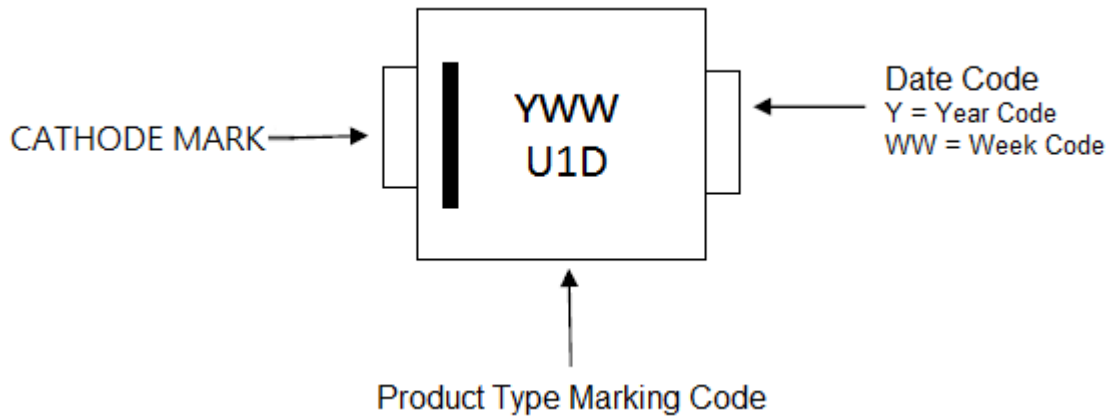 CATHODE MARK
YWW
U1D
Date Code
Y = Year Code
WW = Week Code
Product Type Marking Code